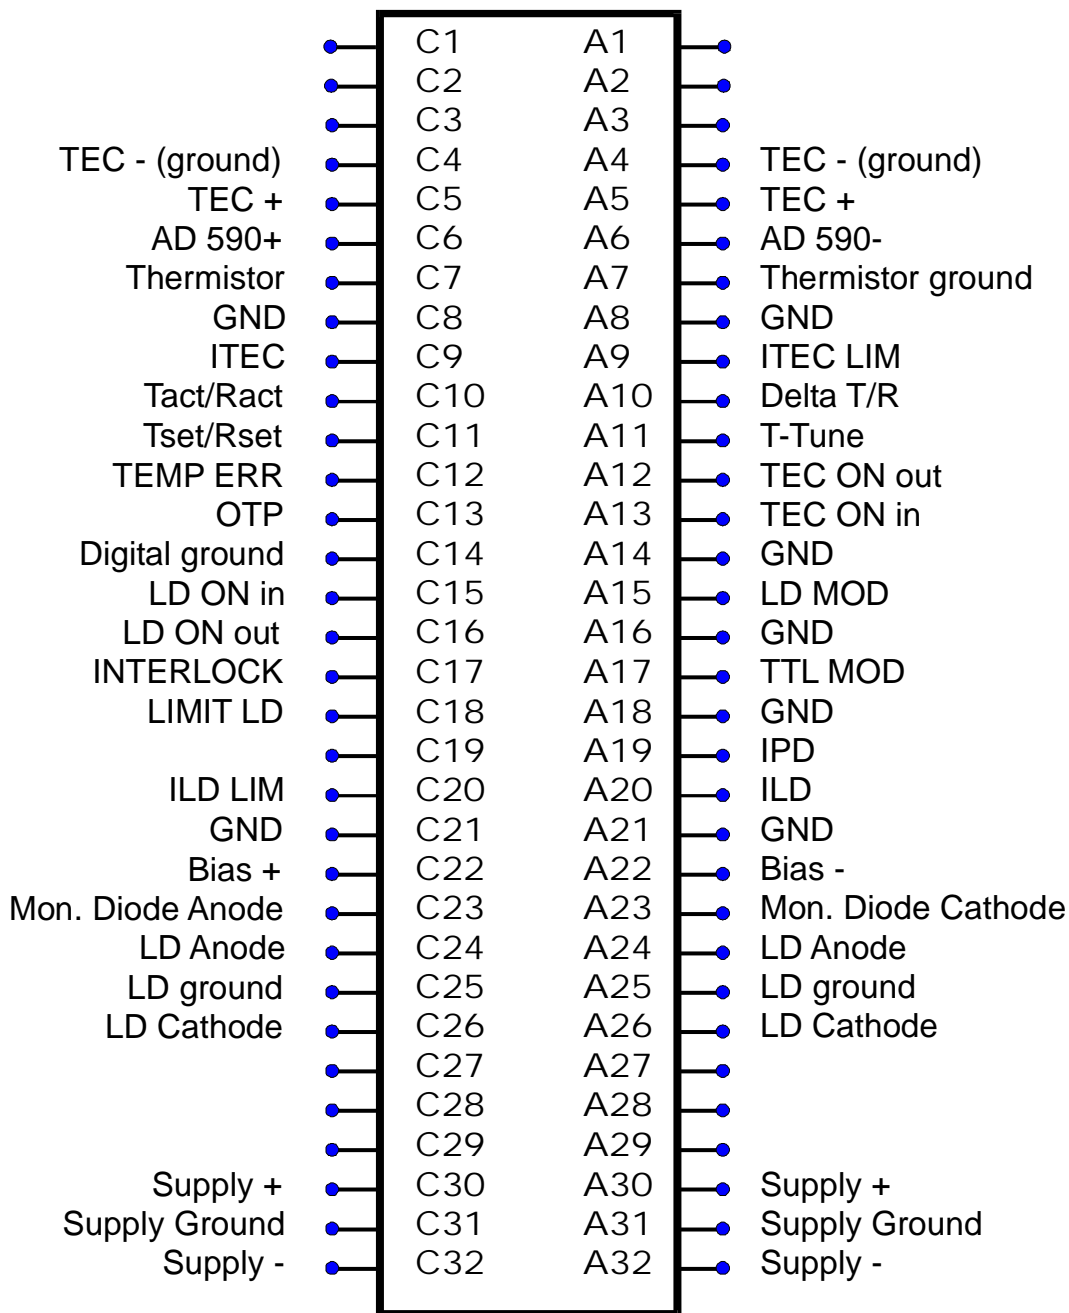 C1 A1
C2 A2
C3 A3
TEC - (ground) C4 A4 TEC - (ground)
TEC + C5 A5 TEC +
AD 590+ C6 A6 AD 590-
Thermistor C7 A7 Thermistor ground
GND C8 A8 GND
ITEC C9 A9 ITEC LIM
Tact/Ract C10 A10 Delta T/R
Tset/Rset C11 A11 T-Tune
TEMP ERR C12 A12 TEC ON out
OTP C13 A13 TEC ON in
Digital ground C14 A14 GND
LD ON in C15 A15 LD MOD
LD ON out C16 A16 GND
INTERLOCK C17 A17 TTL MOD
LIMIT LD C18 A18 GND
C19 A19 IPD
ILD LIM C20 A20 ILD
GND C21 A21 GND
Bias + C22 A22 Bias -
Mon. Diode Anode C23 A23 Mon. Diode Cathode
LD Anode C24 A24 LD Anode
LD ground C25 A25 LD ground
LD Cathode C26 A26 LD Cathode
C27 A27
C28 A28
C29 A29
Supply + C30 A30 Supply +
Supply Ground C31 A31 Supply Ground
Supply - C32 A32 Supply -